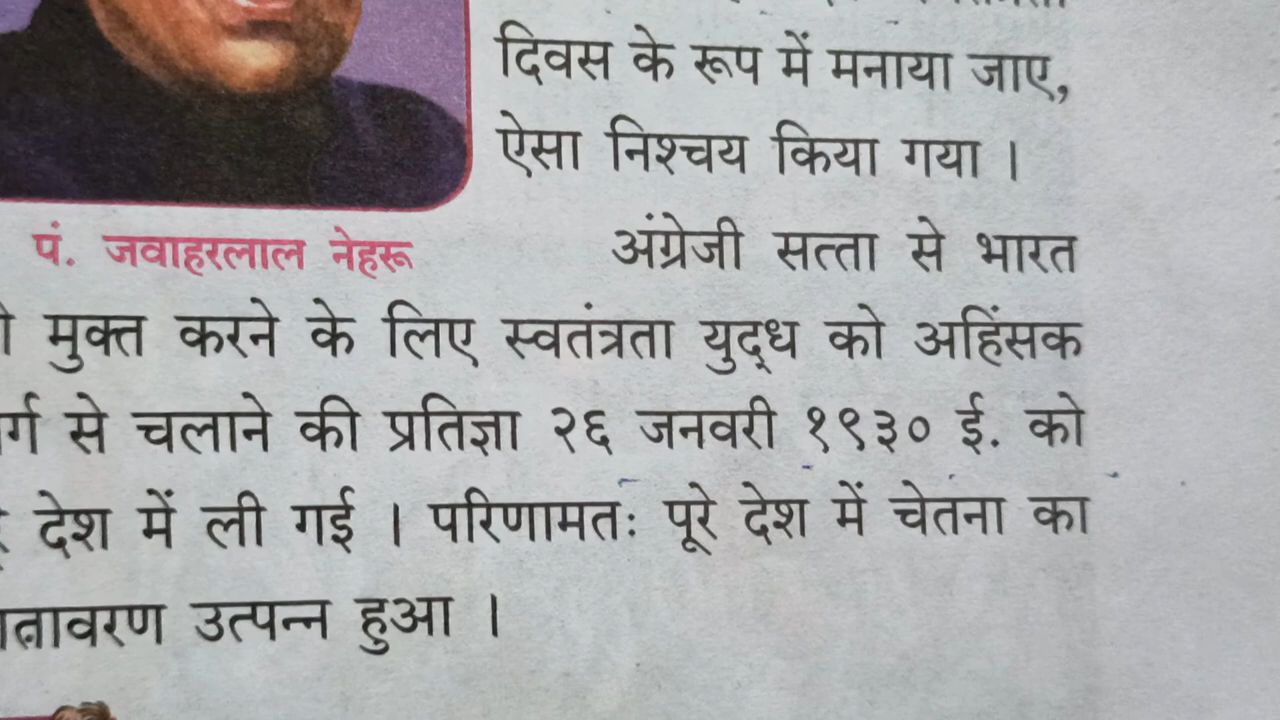 दिवस के रूप में मनाया जाए,
ऐसा निश्चय किया गया ।
पं. जवाहरलाल नेहरू
अंग्रेजी सत्ता से भारत
मुक्त करने के लिए स्वतंत्रता युद्ध को अहिंसक
से चलाने की प्रतिज्ञा २६ जनवरी १९३० ई. को
देश में ली गई । परिणामतः पूरे देश में चेतना का
उत्पन्न हुआ ।